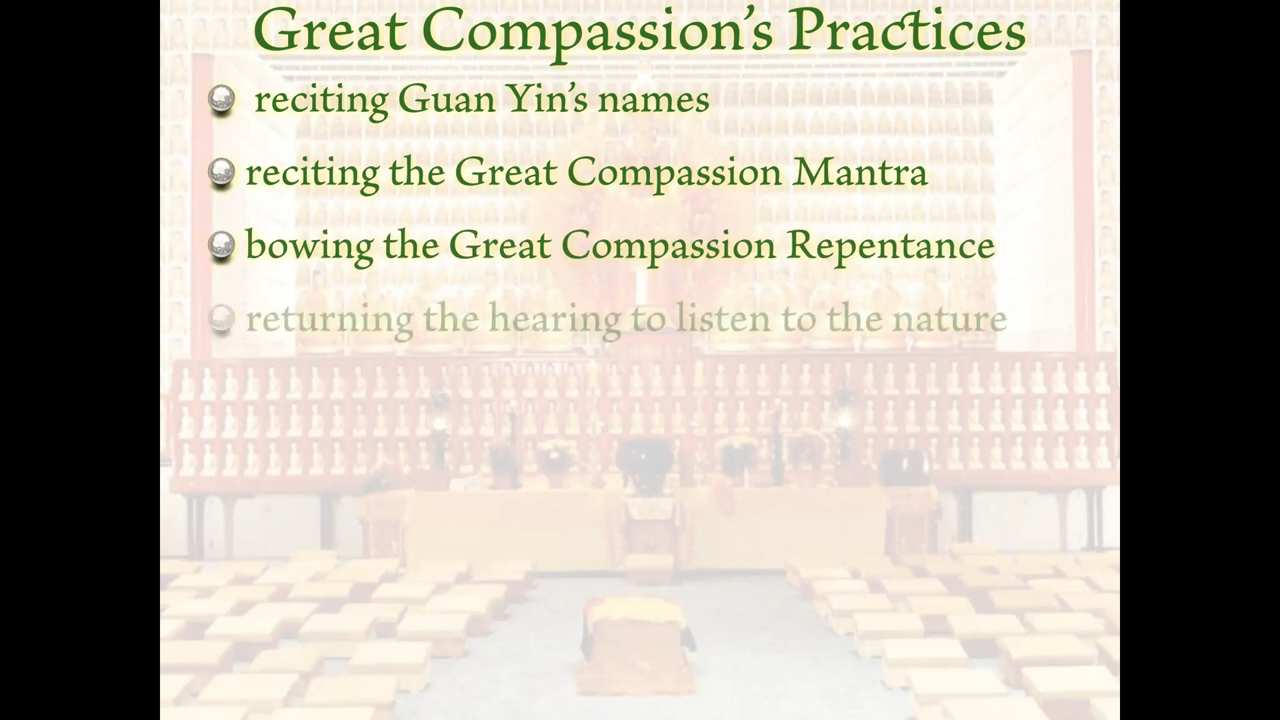 Great Compassion's Practices
reciting Guan Yin's names
reciting the Great Compassion Mantra
bowing the Great Compassion Repentance
returning the hearing to listen to the nature